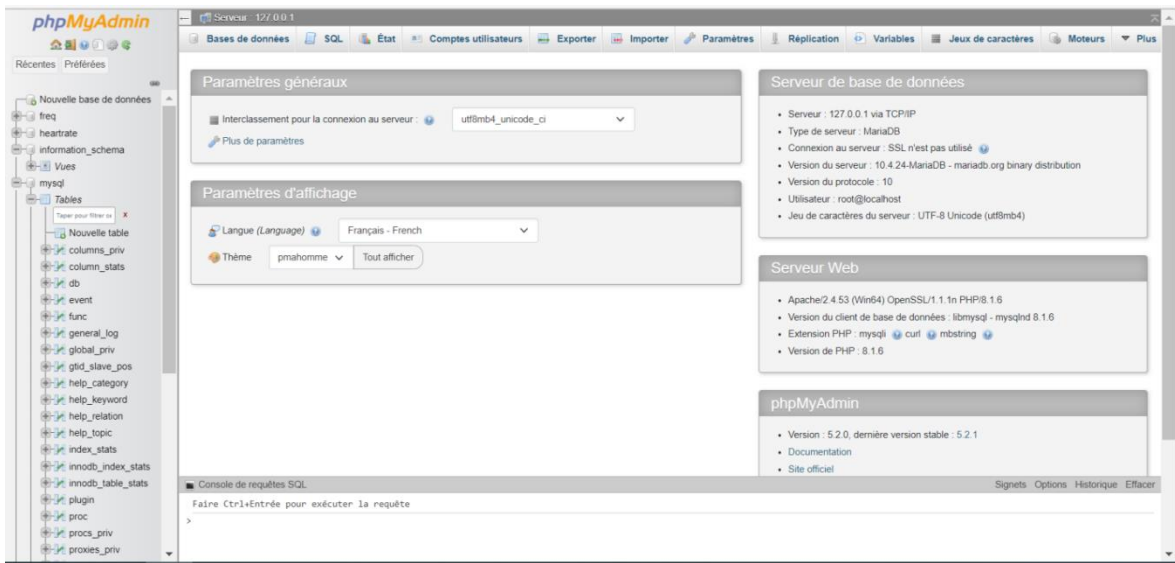 phpMyAdmin
Récentes Préférées
Nouvelle base de données
freq
heartrate
information_schema
Vues
mysql
Tables
Taper pour filtrer X
Nouvelle table
columns_priv
column_stats
db
event
func
general_log
global_priv
gtid_slave_pos
help_category
help_keyword
help_relation
help_topic
index_stats
innodb_index_stats
innodb_table_stats
plugin
proc
procs_priv
proxies_priv
Serveur : 127.0.0.1
Bases de données SQL État Comptes utilisateurs Exporter Importer Paramètres Réplication Variables Jeux de caractères Moteurs Plus
Paramètres généraux
Interclassement pour la connexion au serveur : utf8mb4_unicode_ci
Plus de paramètres
Paramètres d'affichage
Langue (Language) Français - French
Thème pmahomme Tout afficher
Serveur de base de données
Serveur : 127.0.0.1 via TCP/IP
Type de serveur : MariaDB
Connexion au serveur : SSL n'est pas utilisé
Version du serveur : 10.4.24-MariaDB - mariadb.org binary distribution
Version du protocole : 10
Utilisateur : root@localhost
Jeu de caractères du serveur : UTF-8 Unicode (utf8mb4)
Serveur Web
Apache/2.4.53 (Win64) OpenSSL/1.1.1n PHP/8.1.6
Version du client de base de données : libmysql - mysqlnd 8.1.6
Extension PHP : mysqli curl mbstring
Version de PHP : 8.1.6
phpMyAdmin
Version : 5.2.0, dernière version stable : 5.2.1
Documentation
Site officiel
Console de requêtes SQL Signets Options Historique Effacer
Faire Ctrl+Entrée pour exécuter la requête
>